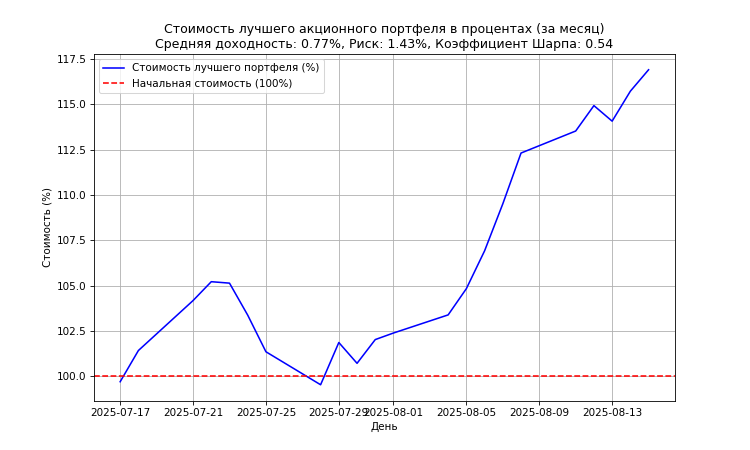 Стоимость лучшего акционного портфеля в процентах (за месяц)
Средняя доходность: 0.77%, Риск: 1.43%, Коэффициент Шарпа: 0.54
117.5
115.0
112.5
110.0
107.5
105.0
102.5
100.0
Стоимость (%)
Стоимость лучшего портфеля (%)
Начальная стоимость (100%)
2025-07-17 2025-07-21 2025-07-25 2025-07-29 2025-08-01 2025-08-05 2025-08-09 2025-08-13
День